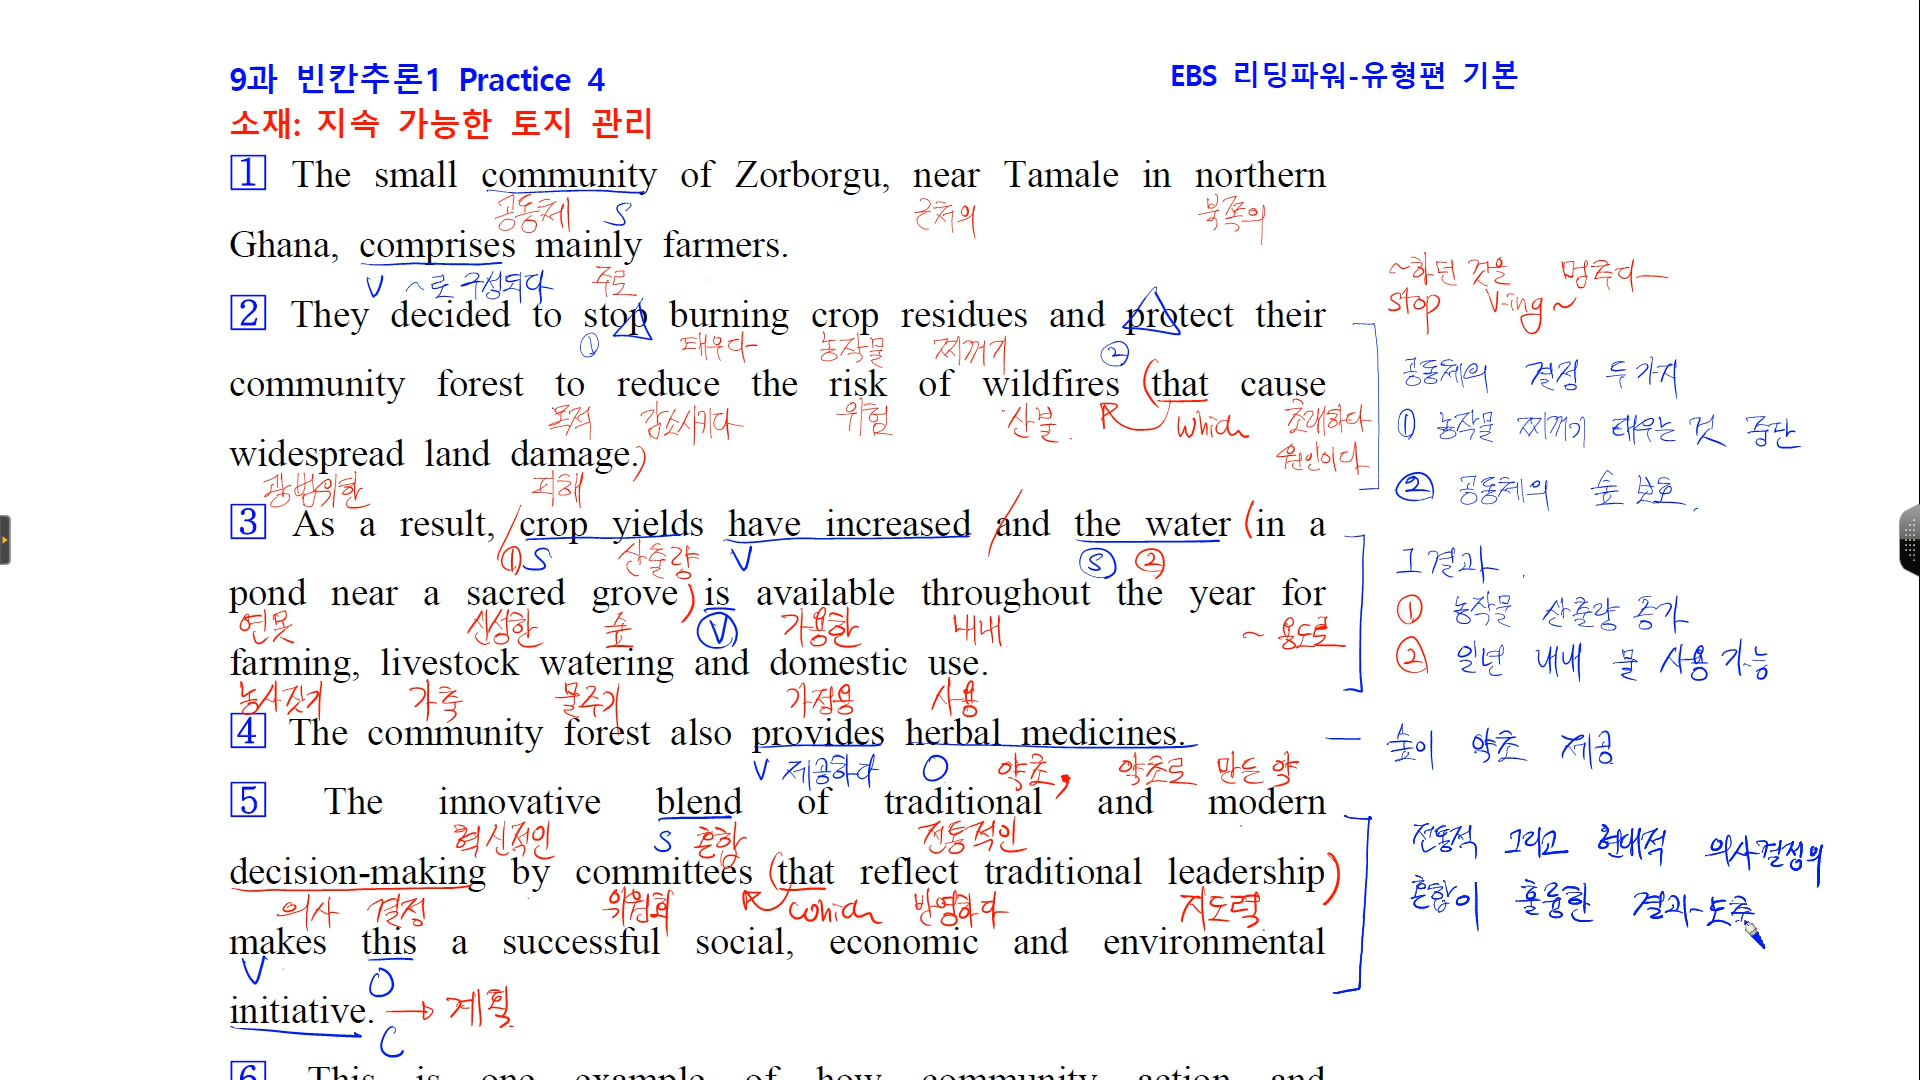 9과 빈칸추론1 Practice 4
EBS 리딩파워-유형편 기본
소재: 지속 가능한 토지 관리
1 The small community of Zorborgu, near Tamale in northern
공동체 S 근처의 북쪽의
Ghana, comprises mainly farmers.
V ~로 구성되다 주로
~하던 것을 멈추다
stop V-ing ~
2 They decided to stop burning crop residues and protect their
① 태우다 농작물 찌꺼기 ②
공동체의 결정 두가지
community forest to reduce the risk of wildfires (that cause
목적 감소시키다 위험 산불 which 초래하다
① 농작물 찌꺼기 태우는 것 중단
widespread land damage.)
원인이다
광범위한 피해
② 공동체의 숲 보호
3 As a result, crop yields have increased and the water (in a
① S 산출량 V S ②
그결과
pond near a sacred grove) is available throughout the year for
연못 신성한 숲 V 가용한 내내 ~ 용도로
① 농작물 산출량 증가
farming, livestock watering and domestic use.
② 일년 내내 물 사용 가능
농사짓기 가축 물주기 가정용 사용
4 The community forest also provides herbal medicines.
숲이 약초 제공
V 제공하다 O 약초, 약초로 만든 약
5 The innovative blend of traditional and modern
혁신적인 S 혼합 전통적인
전통적 그리고 현대적 의사결정의
decision-making by committees (that reflect traditional leadership)
의사 결정 위원회 which 반영하다 지도력
혼합이 훌륭한 결과 도출
makes this a successful social, economic and environmental
V O
initiative. → 계획
C
6 This is one example of how community action and